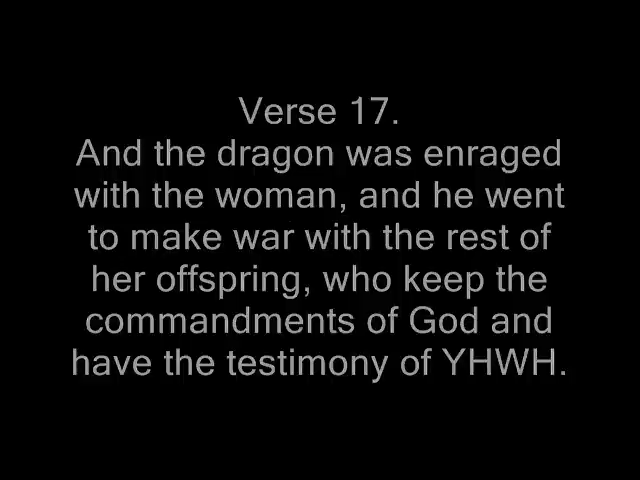 Verse 17.
And the dragon was enraged
with the woman, and he went
to make war with the rest of
her offspring, who keep the
commandments of God and
have the testimony of YHWH.